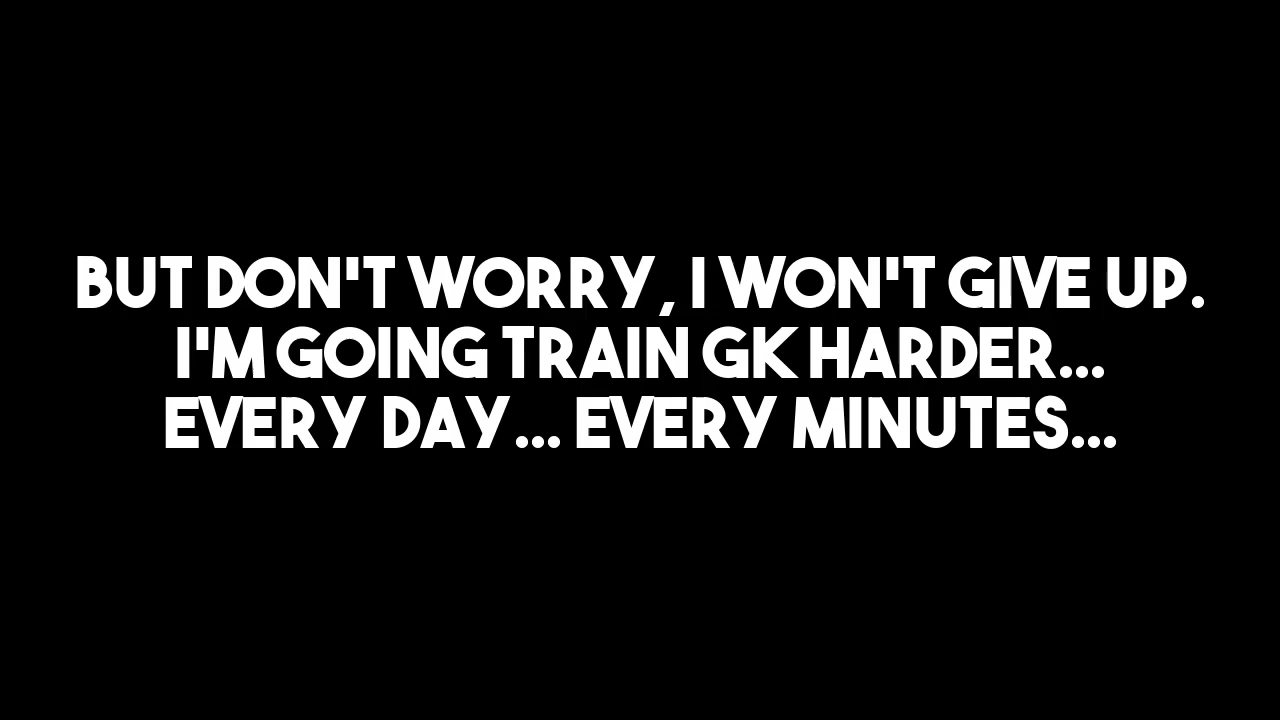 BUT DON'T WORRY, I WON'T GIVE UP.
I'M GOING TRAIN GK HARDER...
EVERY DAY... EVERY MINUTES...